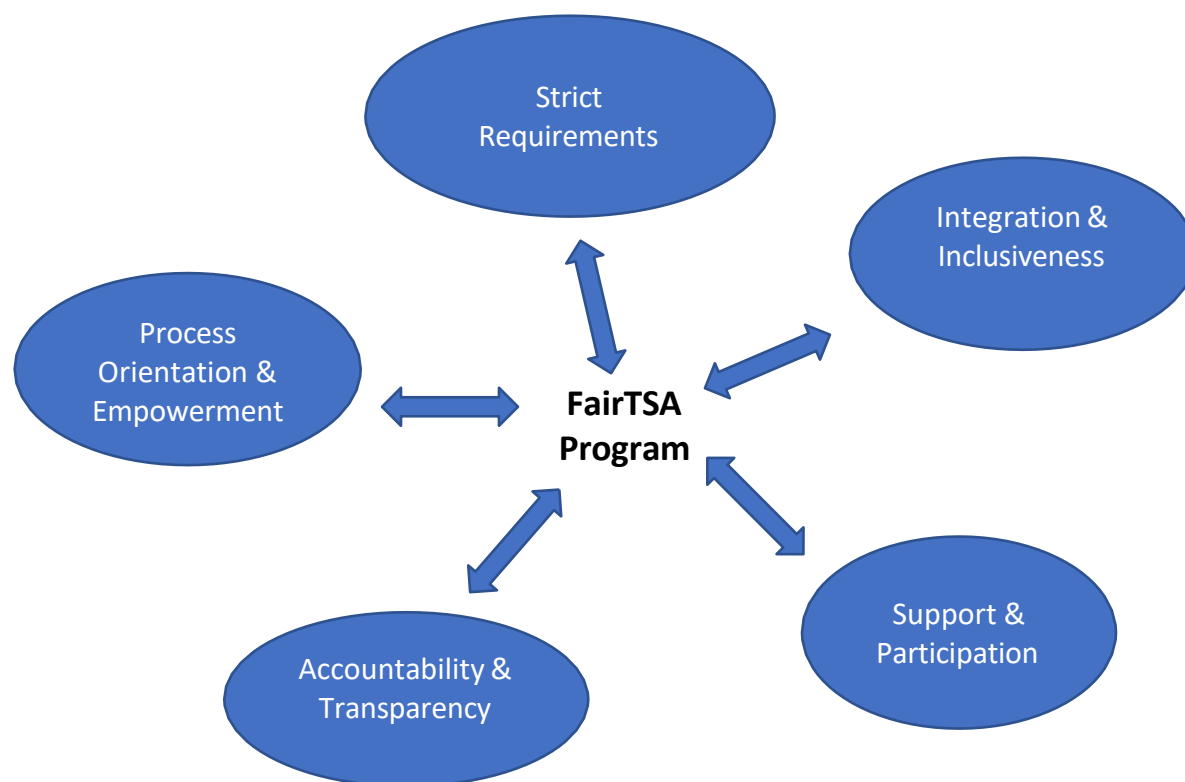 Strict
Requirements
Integration &
Inclusiveness
Process
Orientation &
Empowerment
FairTSA
Program
Support &
Participation
Accountability &
Transparency